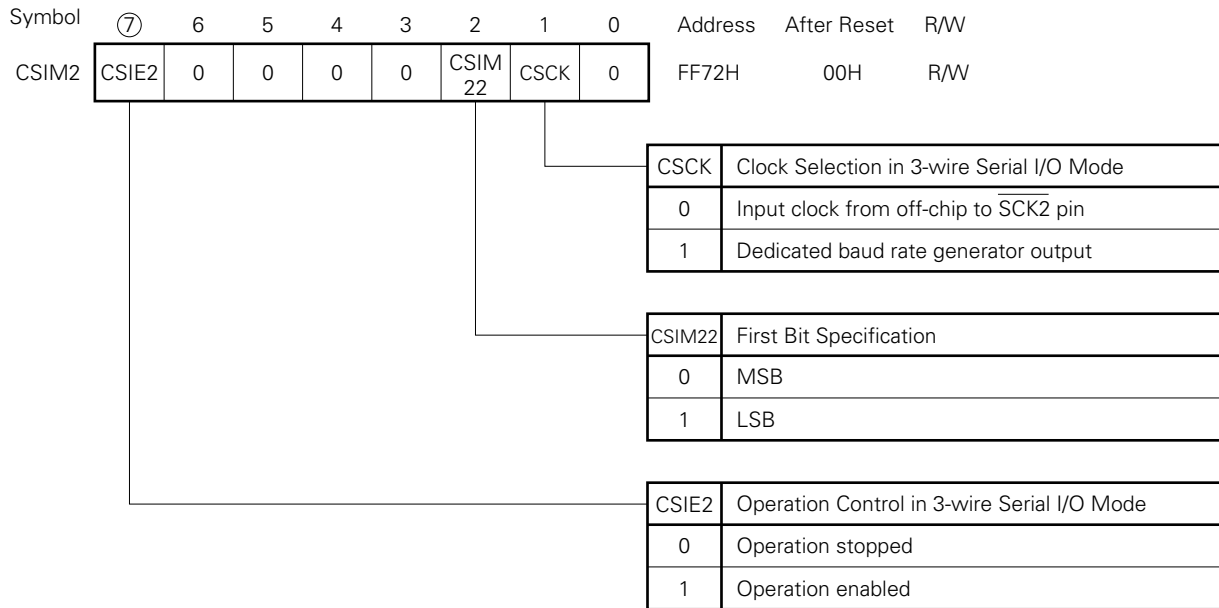 Symbol ⑦ 6 5 4 3 2 1 0 Address After Reset R/W
CSIM2 CSIE2 0 0 0 0 CSIM22 CSCK 0 FF72H 00H R/W
CSCK Clock Selection in 3-wire Serial I/O Mode
0 Input clock from off-chip to S̅C̅K̅2̅ pin
1 Dedicated baud rate generator output
CSIM22 First Bit Specification
0 MSB
1 LSB
CSIE2 Operation Control in 3-wire Serial I/O Mode
0 Operation stopped
1 Operation enabled